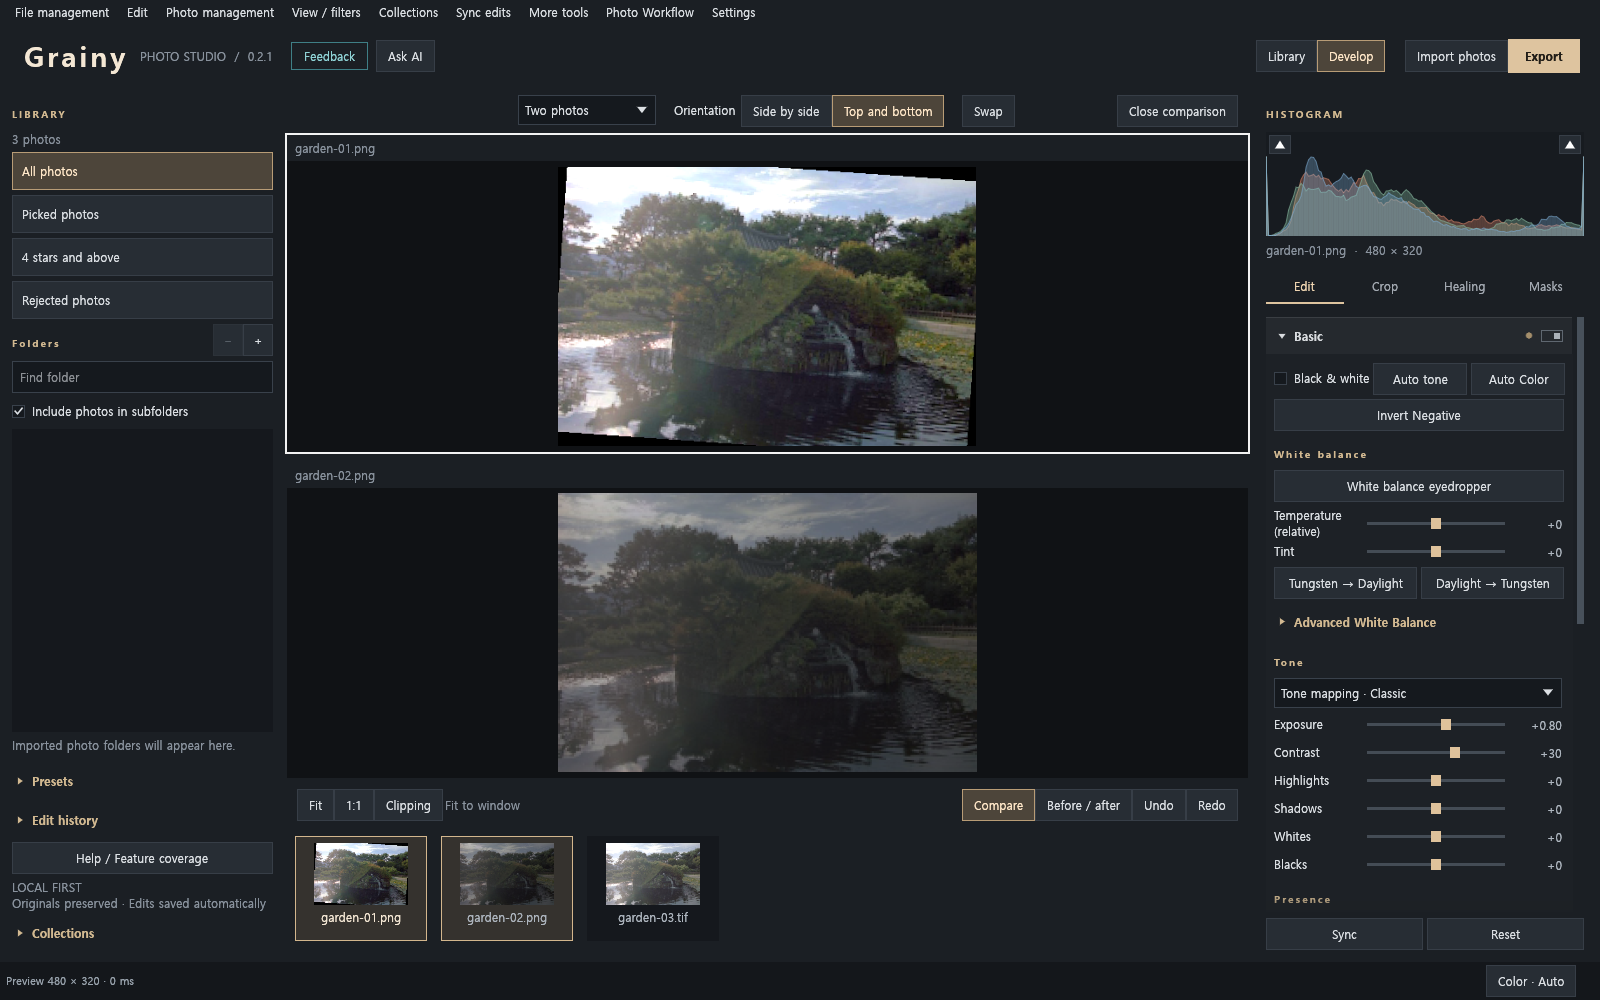 File management Edit Photo management View / filters Collections Sync edits More tools Photo Workflow Settings
Grainy PHOTO STUDIO / 0.2.1 Feedback Ask AI Library Develop Import photos Export
LIBRARY
3 photos
All photos
Picked photos
4 stars and above
Rejected photos
Folders − +
Find folder
Include photos in subfolders
Imported photo folders will appear here.
Presets
Edit history
Help / Feature coverage
LOCAL FIRST
Originals preserved · Edits saved automatically
Collections
Two photos Orientation Side by side Top and bottom Swap Close comparison
garden-01.png
garden-02.png
Fit 1:1 Clipping Fit to window Compare Before / after Undo Redo
garden-01.png garden-02.png garden-03.tif
HISTOGRAM
garden-01.png · 480 × 320
Edit Crop Healing Masks
Basic
Black & white Auto tone Auto Color
Invert Negative
White balance
White balance eyedropper
Temperature (relative) +0
Tint +0
Tungsten → Daylight Daylight → Tungsten
Advanced White Balance
Tone
Tone mapping · Classic
Exposure +0.80
Contrast +30
Highlights +0
Shadows +0
Whites +0
Blacks +0
Presence
Sync Reset
Preview 480 × 320 · 0 ms Color · Auto